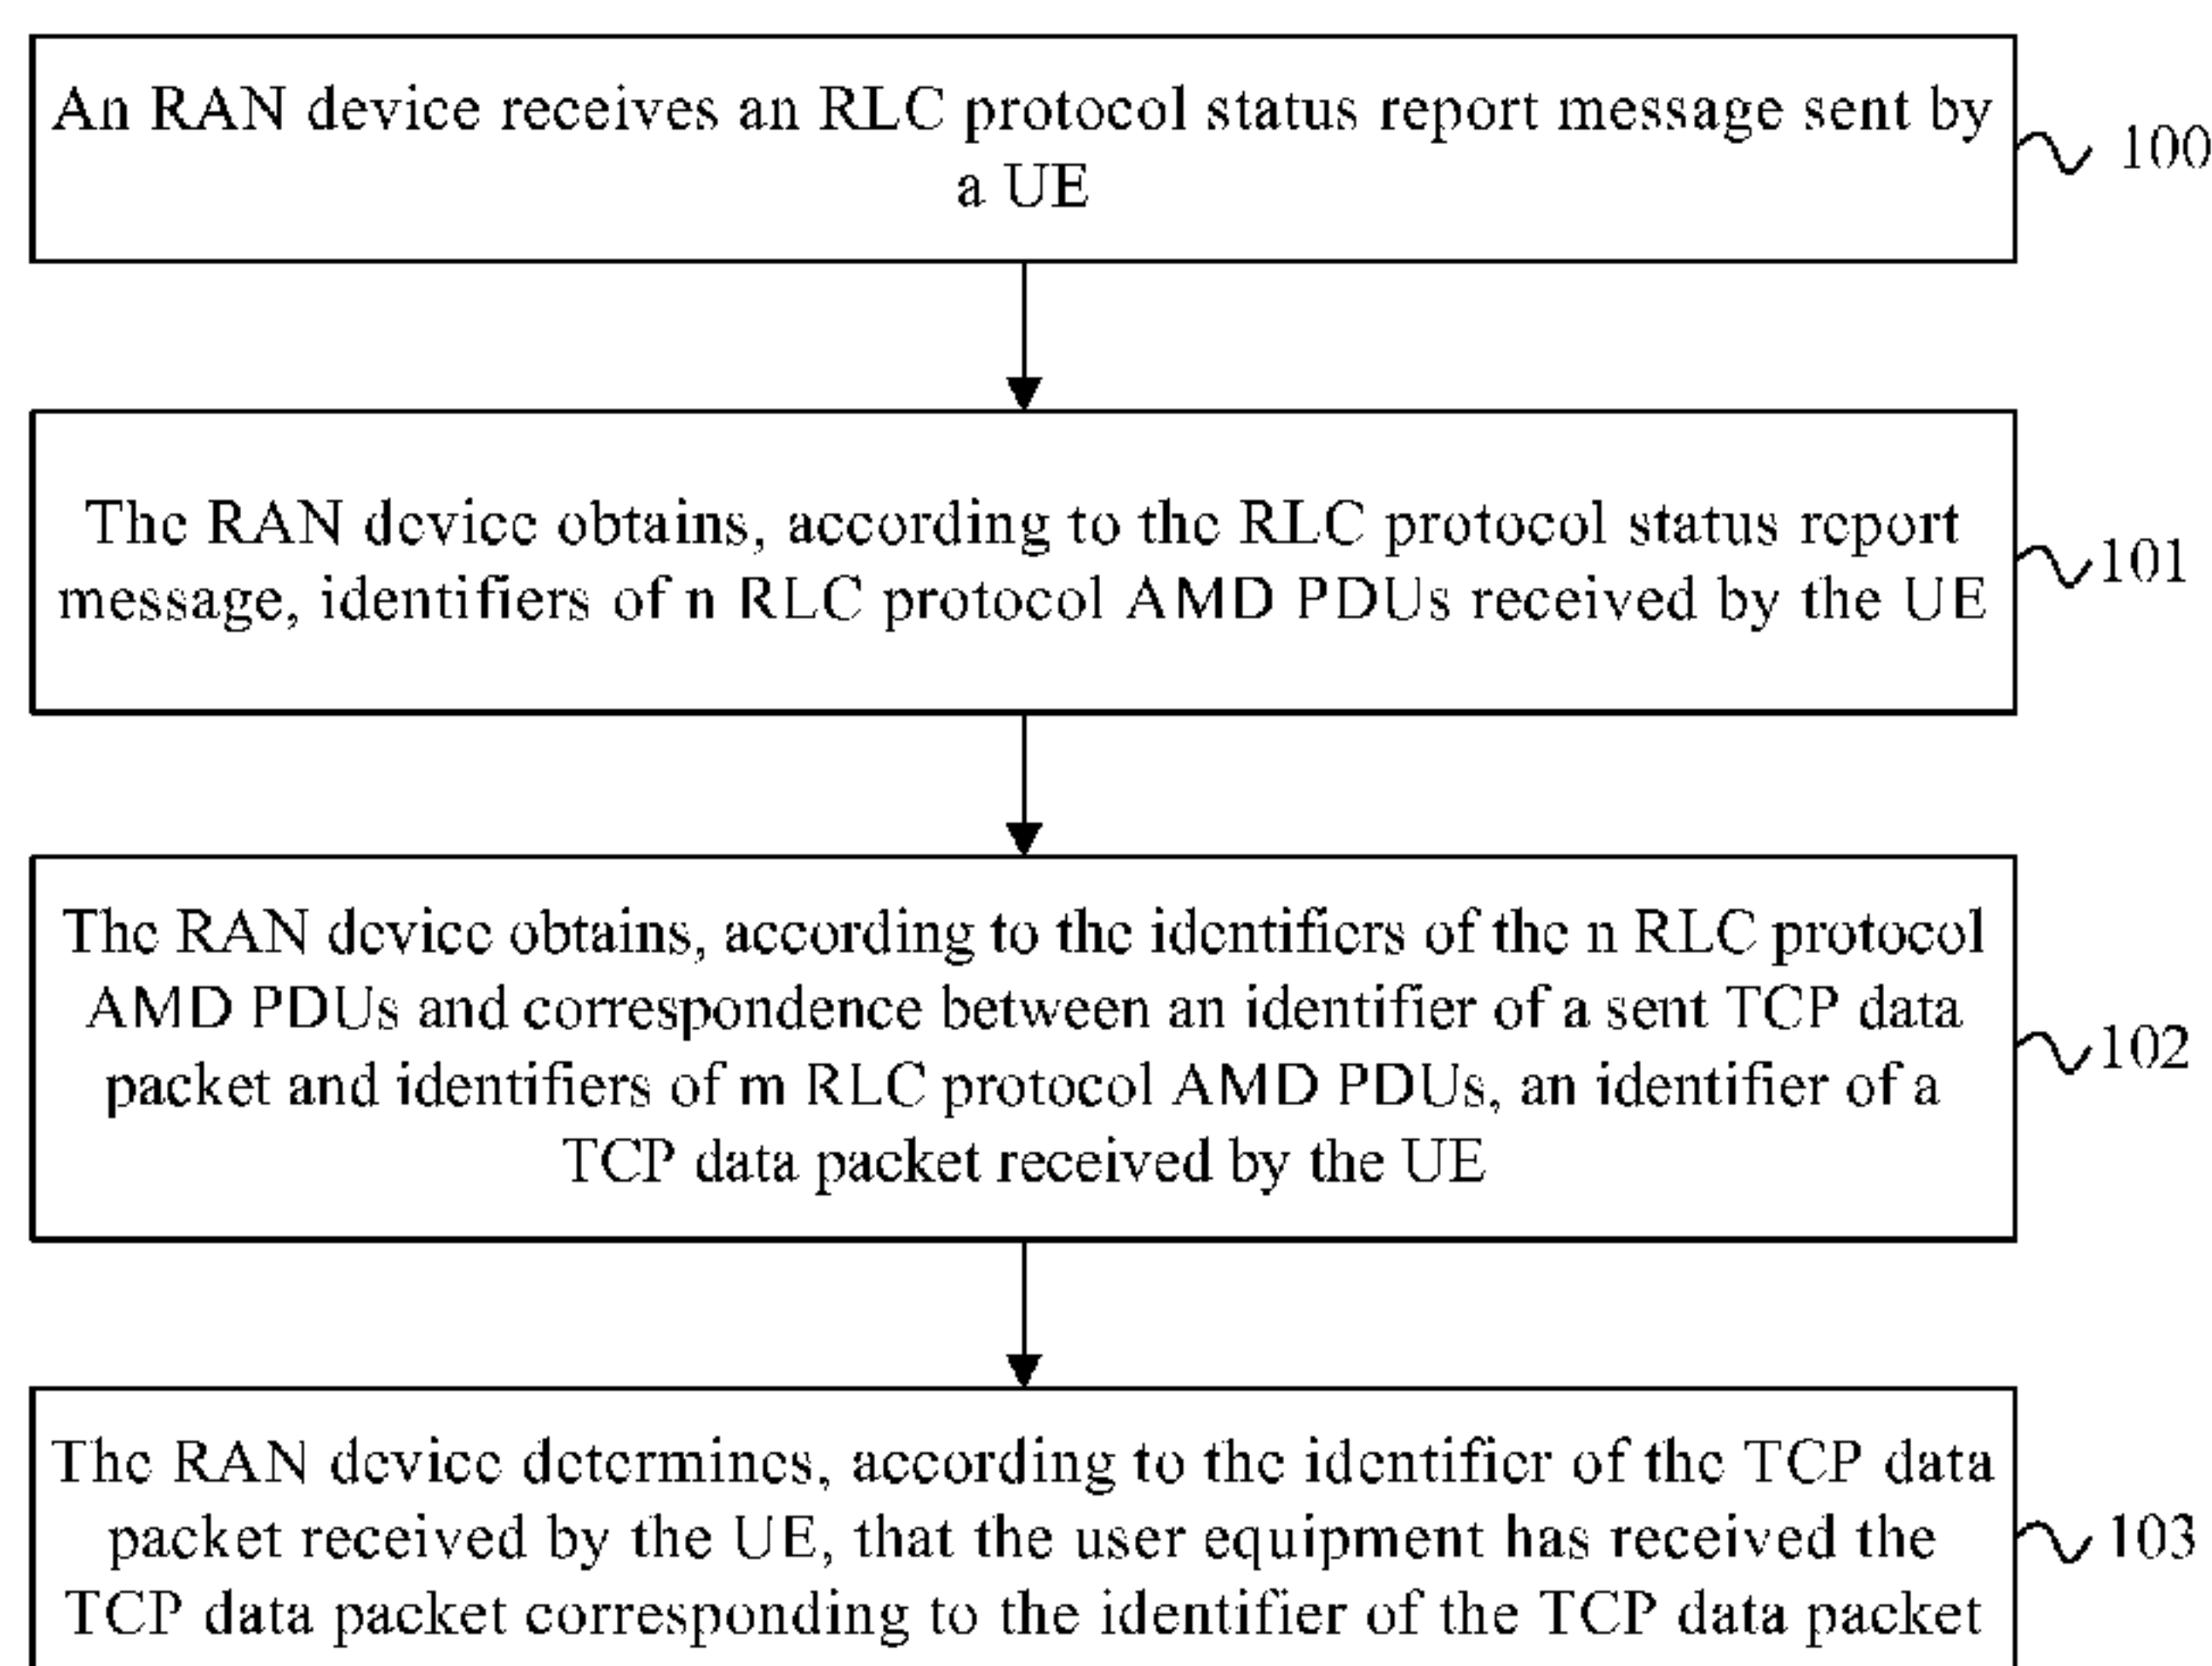 An RAN device receives an RLC protocol status report message sent by
a UE
100
The RAN device obtains, according to the RLC protocol status report
message, identifiers of n RLC protocol AMD PDUs received by the UE
101
The RAN device obtains, according to the identifiers of the n RLC protocol
AMD PDUs and correspondence between an identifier of a sent TCP data
packet and identifiers of m RLC protocol AMD PDUs, an identifier of a
TCP data packet received by the UE
102
The RAN device determines, according to the identifier of the TCP data
packet received by the UE, that the user equipment has received the
TCP data packet corresponding to the identifier of the TCP data packet
103